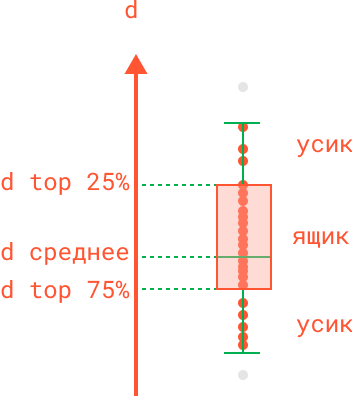 d
усик
d top 25%
ящик
d среднее
d top 75%
усик